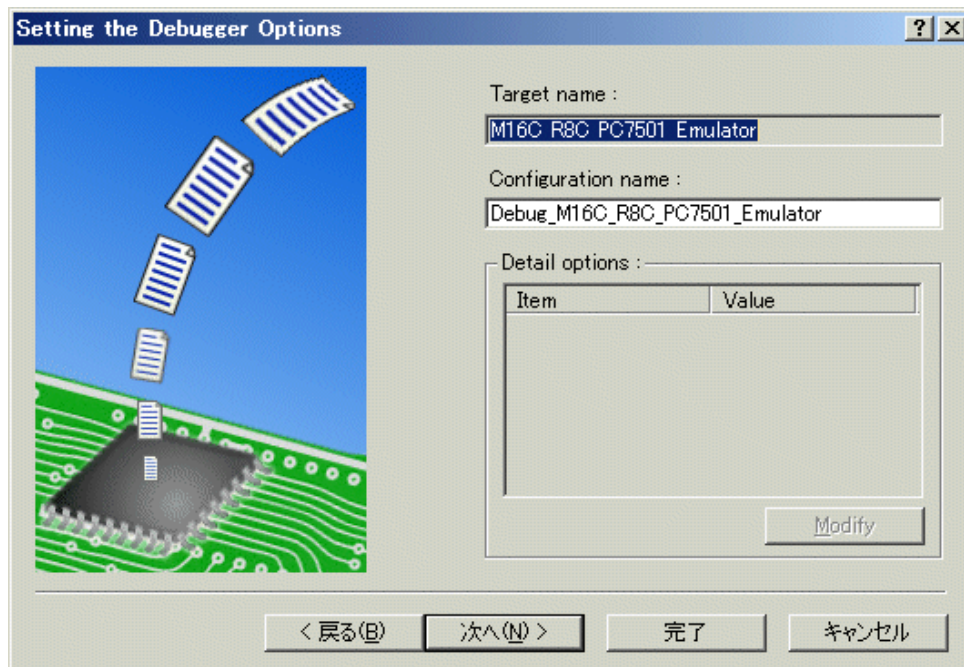 Setting the Debugger Options
Target name :
M16C R8C PC7501 Emulator
Configuration name :
Debug_M16C_R8C_PC7501_Emulator
Detail options :
Item Value
Modify
< 戻る(B) 次へ(N) > 完了 キャンセル